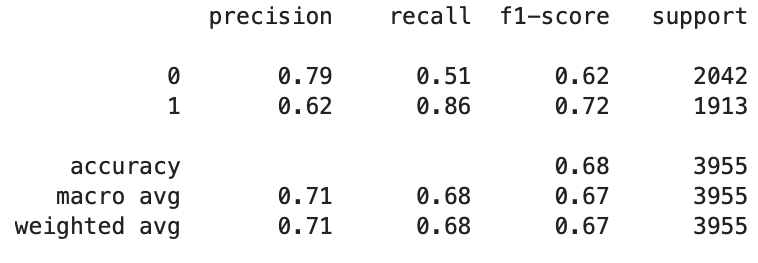 precision recall f1-score support
0 0.79 0.51 0.62 2042
1 0.62 0.86 0.72 1913
accuracy 0.68 3955
macro avg 0.71 0.68 0.67 3955
weighted avg 0.71 0.68 0.67 3955